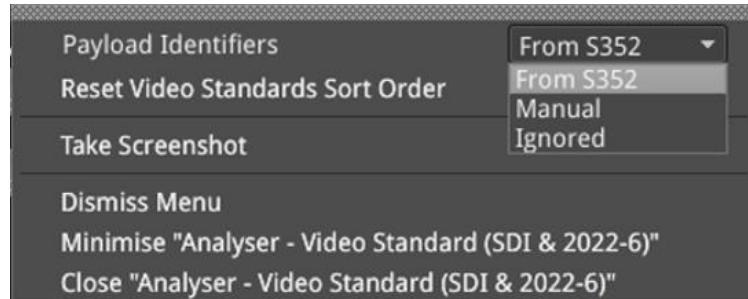 Payload Identifiers From S352
From S352
Reset Video Standards Sort Order
Manual
Ignored
Take Screenshot
Dismiss Menu
Minimise "Analyser - Video Standard (SDI & 2022-6)"
Close "Analyser - Video Standard (SDI & 2022-6)"